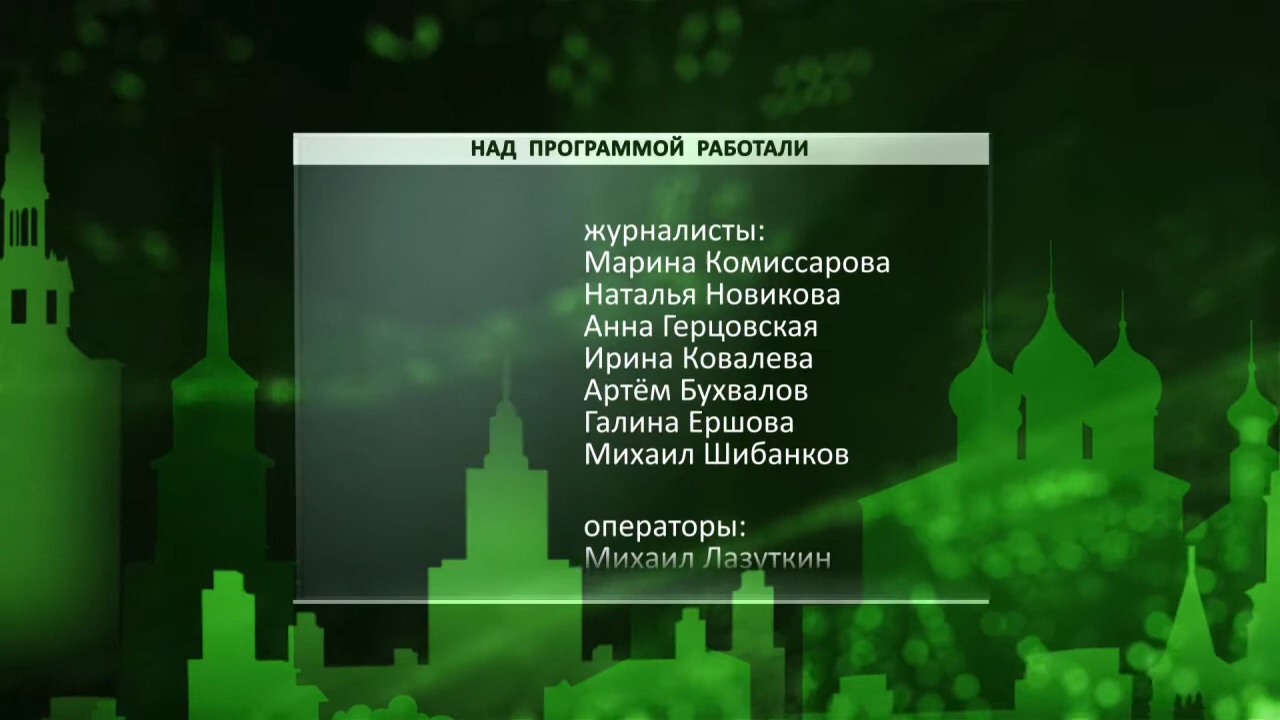 НАД ПРОГРАММОЙ РАБОТАЛИ
журналисты:
Марина Комиссарова
Наталья Новикова
Анна Герцовская
Ирина Ковалева
Артём Бухвалов
Галина Ершова
Михаил Шибанков
операторы:
Михаил Лазуткин